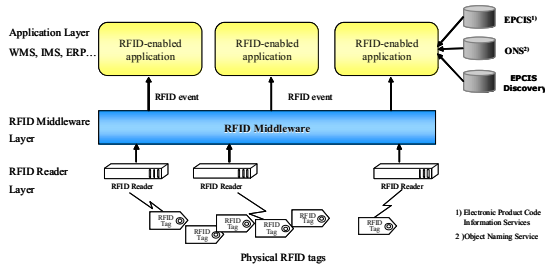 Application Layer
WMS, IMS, ERP...
RFID-enabled
application
RFID-enabled
application
RFID-enabled
application
EPCIS1)
ONS2)
EPCIS
Discovery
RFID event
RFID event
RFID Middleware
Layer
RFID Middleware
RFID Reader
Layer
RFID Reader
RFID Reader
RFID Reader
RFID
Tag
RFID
Tag
RFID
Tag
RFID
Tag
RFID
Tag
RFID
Tag
1) Electronic Product Code
Information Services
2 )Object Naming Service
Physical RFID tags